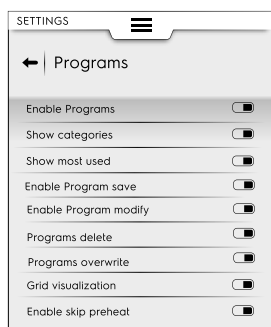 SETTINGS
Programs
Enable Programs
Show categories
Show most used
Enable Program save
Enable Program modify
Programs delete
Programs overwrite
Grid visualization
Enable skip preheat